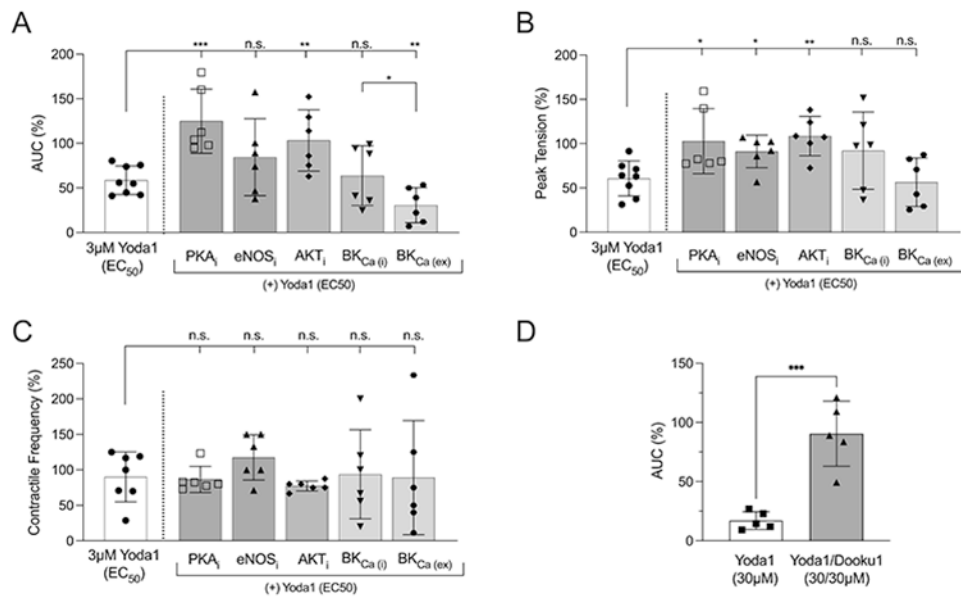 A
*** n.s. ** n.s. **
*
AUC (%)
200
150
100
50
0
3µM Yoda1
(EC50)
PKAi eNOSi AKTi BKCa (i) BKCa (ex)
(+) Yoda1 (EC50)
B
* * ** n.s. n.s.
Peak Tension (%)
200
150
100
50
0
3µM Yoda1
(EC50)
PKAi eNOSi AKTi BKCa (i) BKCa (ex)
(+) Yoda1 (EC50)
C
n.s. n.s. n.s. n.s. n.s.
Contractile Frequency (%)
250
200
150
100
50
0
3µM Yoda1
(EC50)
PKAi eNOSi AKTi BKCa (i) BKCa (ex)
(+) Yoda1 (EC50)
D
***
AUC (%)
150
100
50
0
Yoda1
(30µM)
Yoda1/Dooku1
(30/30µM)